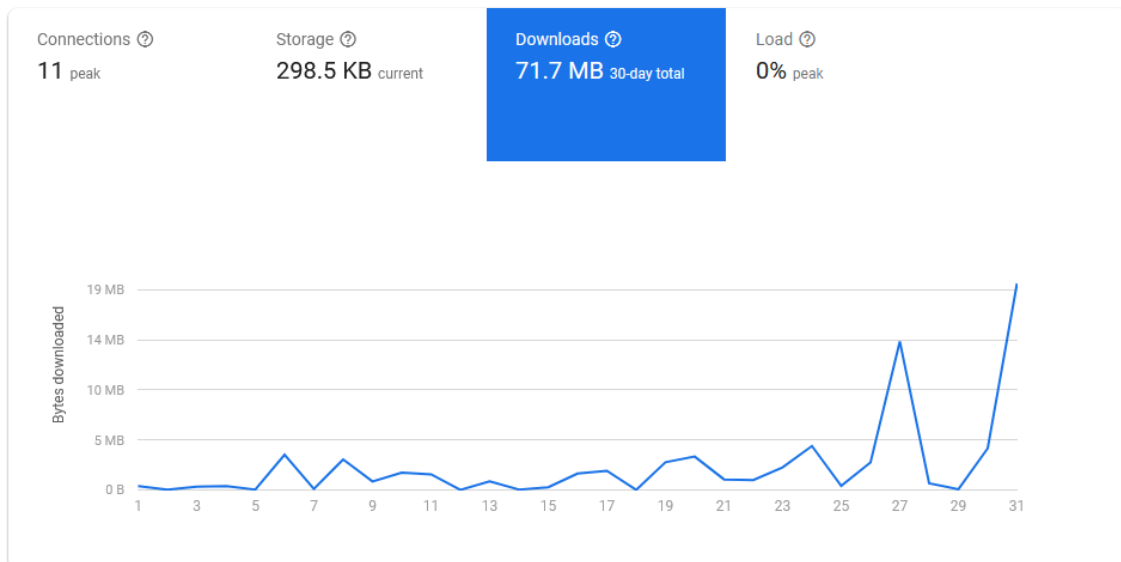 Connections
11 peak
Storage
298.5 KB current
Downloads
71.7 MB 30-day total
Load
0% peak
Bytes downloaded
19 MB
14 MB
10 MB
5 MB
0 B
1 3 5 7 9 11 13 15 17 19 21 23 25 27 29 31